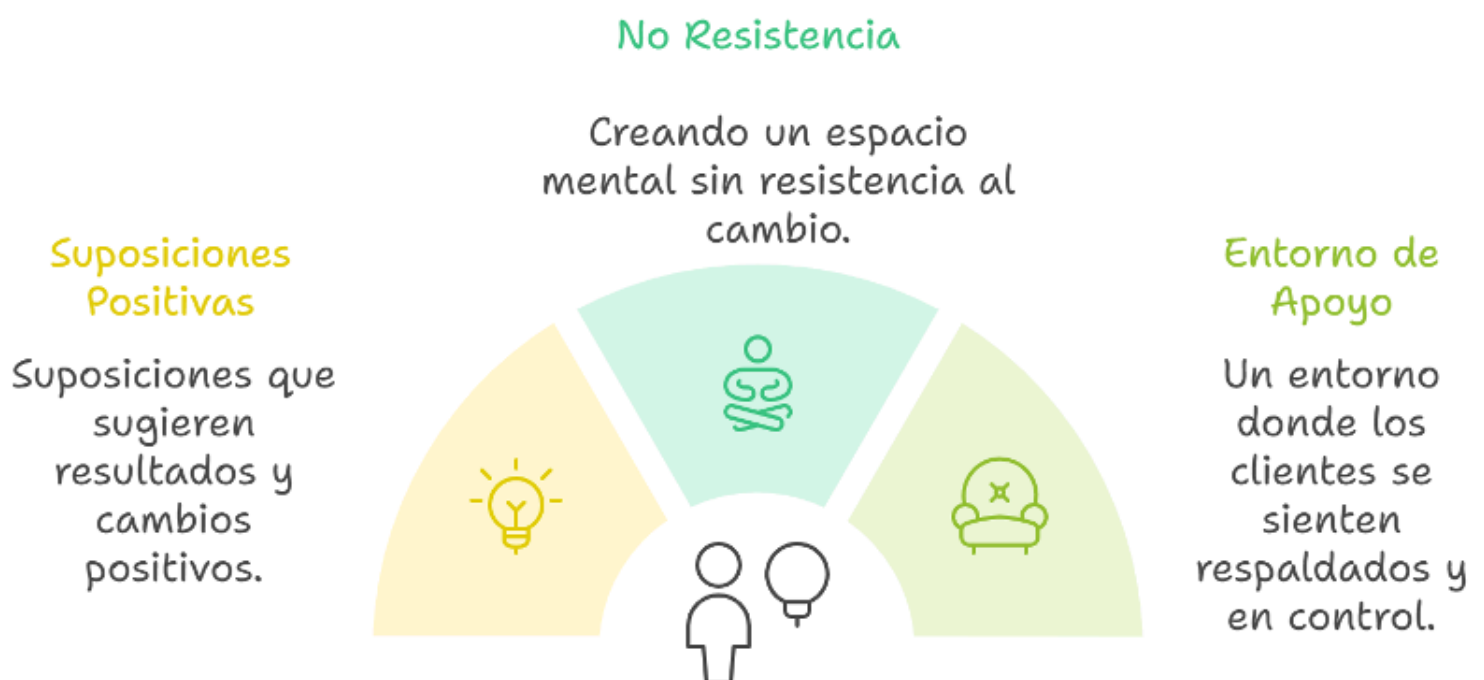 No Resistencia
Creando un espacio
mental sin resistencia al
cambio.
Suposiciones
Positivas
Suposiciones que
sugieren
resultados y
cambios
positivos.
Entorno de
Apoyo
Un entorno
donde los
clientes se
sienten
respaldados y
en control.